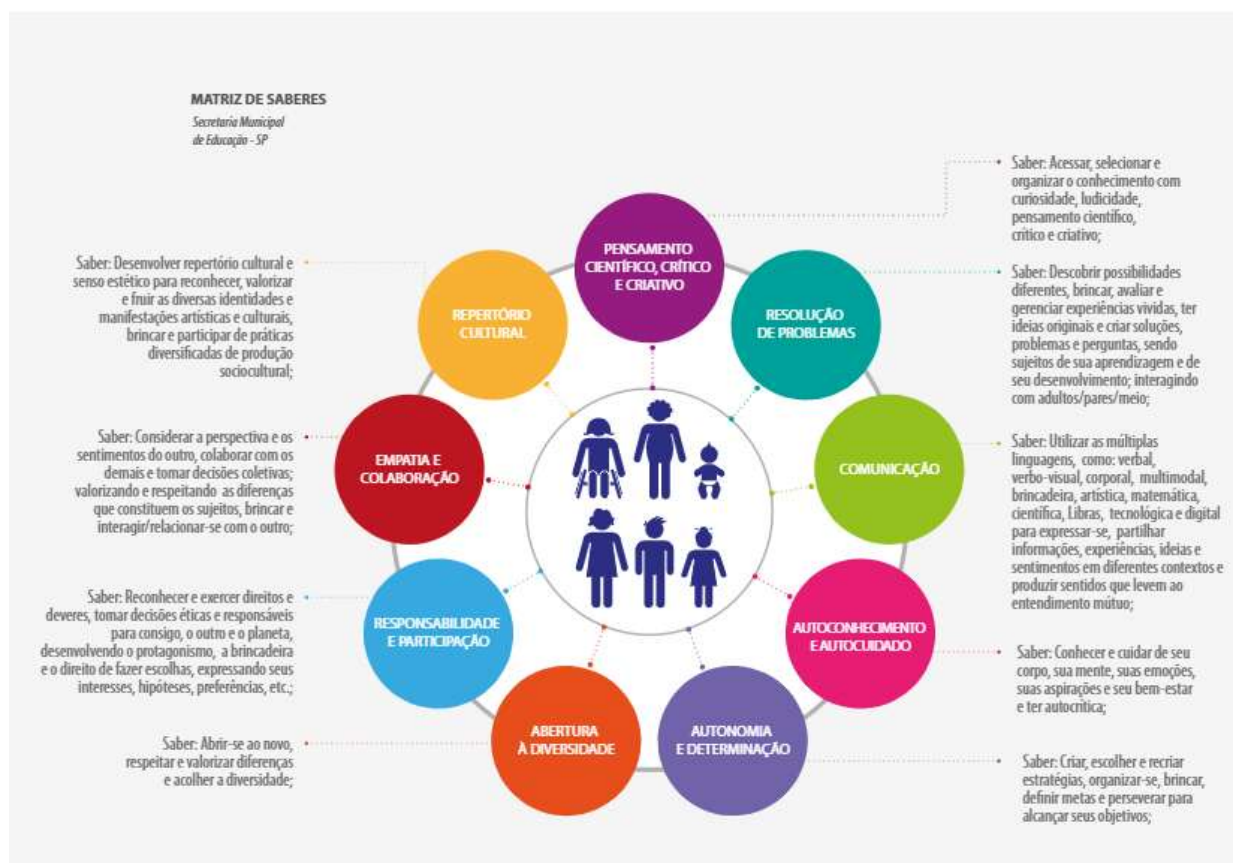 MATRIZ DE SABERES
Secretaria Municipal
de Educação - SP
PENSAMENTO
CIENTÍFICO, CRÍTICO
E CRIATIVO
Saber: Acessar, selecionar e
organizar o conhecimento com
curiosidade, ludicidade,
pensamento científico,
crítico e criativo;
RESOLUÇÃO
DE PROBLEMAS
Saber: Descobrir possibilidades
diferentes, brincar, avaliar e
gerenciar experiências vividas, ter
ideias originais e criar soluções,
problemas e perguntas, sendo
sujeitos de sua aprendizagem e de
seu desenvolvimento; interagindo
com adultos/pares/meio;
COMUNICAÇÃO
Saber: Utilizar as múltiplas
linguagens, como: verbal,
verbo-visual, corporal, multimodal,
brincadeira, artística, matemática,
científica, Libras, tecnológica e digital
para expressar-se, partilhar
informações, experiências, ideias e
sentimentos em diferentes contextos e
produzir sentidos que levem ao
entendimento mútuo;
AUTOCONHECIMENTO
E AUTOCUIDADO
Saber: Conhecer e cuidar de seu
corpo, sua mente, suas emoções,
suas aspirações e seu bem-estar
e ter autocrítica;
AUTONOMIA
E DETERMINAÇÃO
Saber: Criar, escolher e recriar
estratégias, organizar-se, brincar,
definir metas e perseverar para
alcançar seus objetivos;
ABERTURA
À DIVERSIDADE
Saber: Abrir-se ao novo,
respeitar e valorizar diferenças
e acolher a diversidade;
RESPONSABILIDADE
E PARTICIPAÇÃO
Saber: Reconhecer e exercer direitos e
deveres, tomar decisões éticas e responsáveis
para consigo, o outro e o planeta,
desenvolvendo o protagonismo, a brincadeira
e o direito de fazer escolhas, expressando seus
interesses, hipóteses, preferências, etc.;
EMPATIA E
COLABORAÇÃO
Saber: Considerar a perspectiva e os
sentimentos do outro, colaborar com os
demais e tomar decisões coletivas;
valorizando e respeitando as diferenças
que constituem os sujeitos, brincar e
interagir/relacionar-se com o outro;
REPERTÓRIO
CULTURAL
Saber: Desenvolver repertório cultural e
senso estético para reconhecer, valorizar
e fruir as diversas identidades e
manifestações artísticas e culturais,
brincar e participar de práticas
diversificadas de produção
sociocultural;